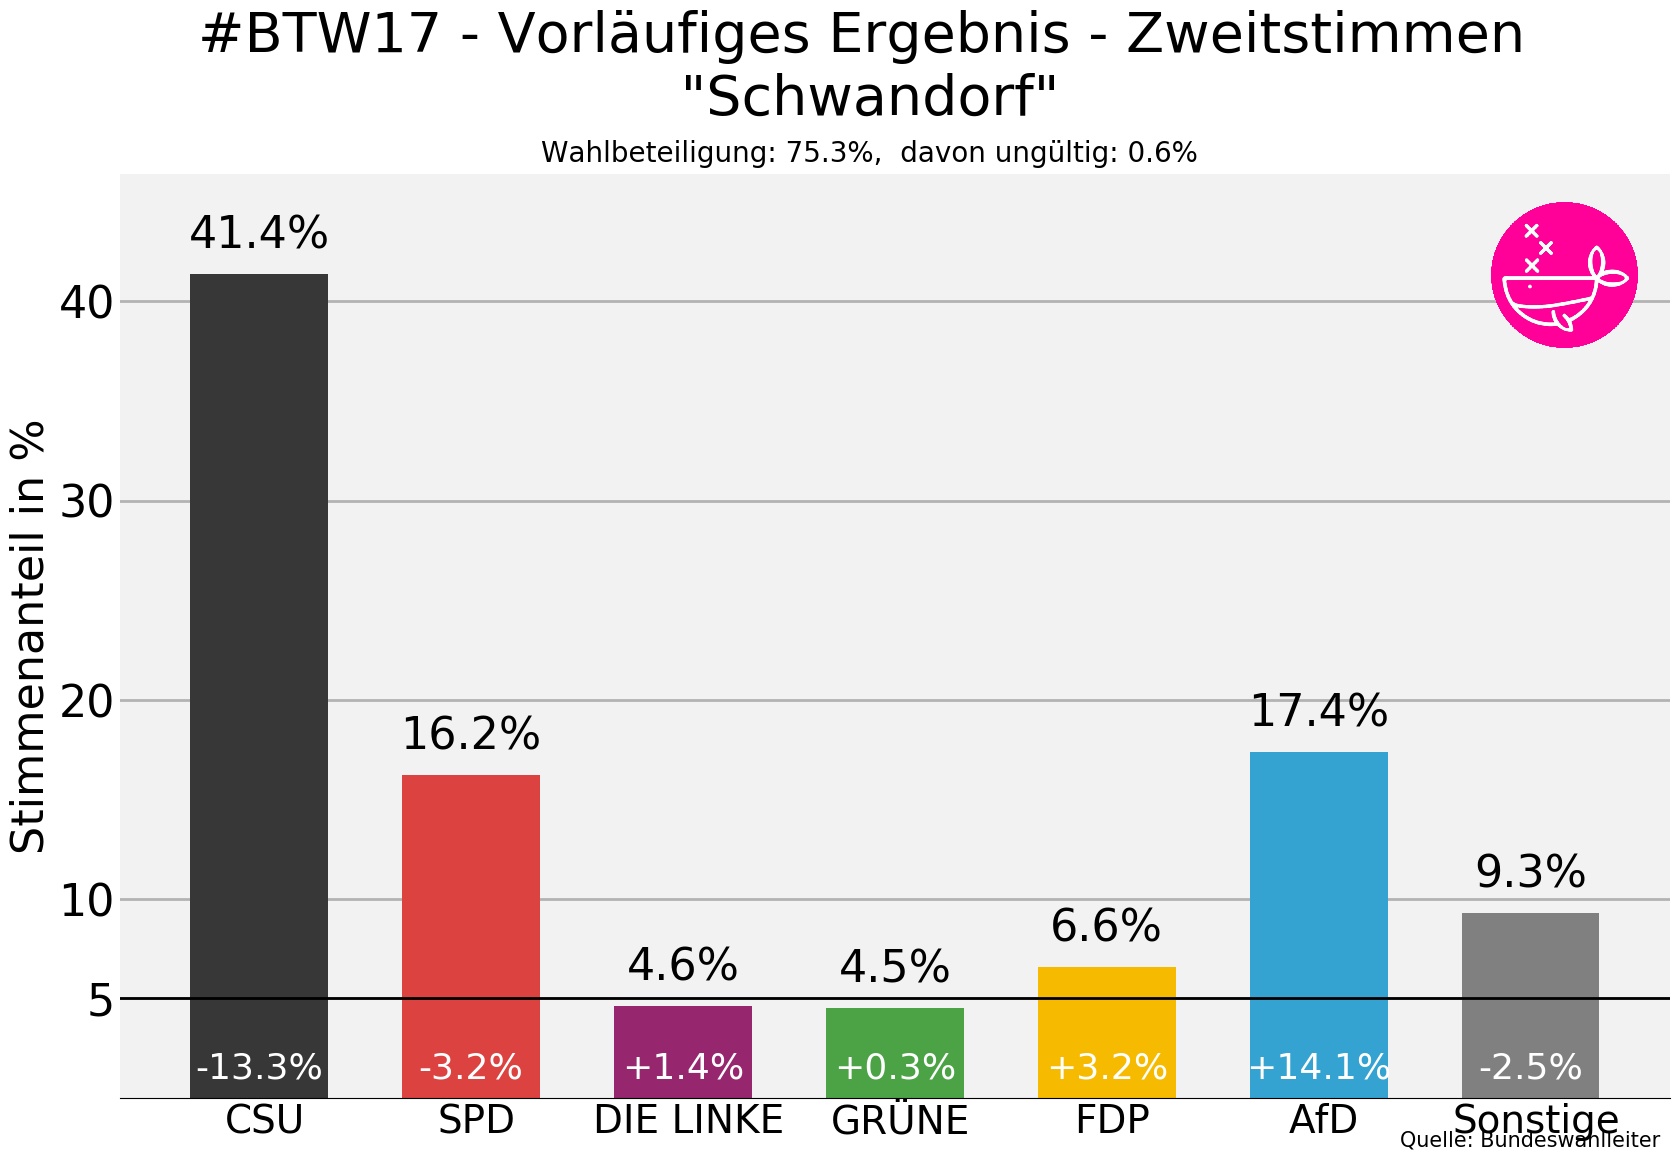 #BTW17 - Vorläufiges Ergebnis - Zweitstimmen
"Schwandorf"
Wahlbeteiligung: 75.3%,  davon ungültig: 0.6%
Stimmenanteil in %
40
30
20
10
5
41.4%
16.2%
4.6%
4.5%
6.6%
17.4%
9.3%
-13.3%
-3.2%
+1.4%
+0.3%
+3.2%
+14.1%
-2.5%
CSU
SPD
DIE LINKE
GRÜNE
FDP
AfD
Sonstige
Quelle: Bundeswahlleiter